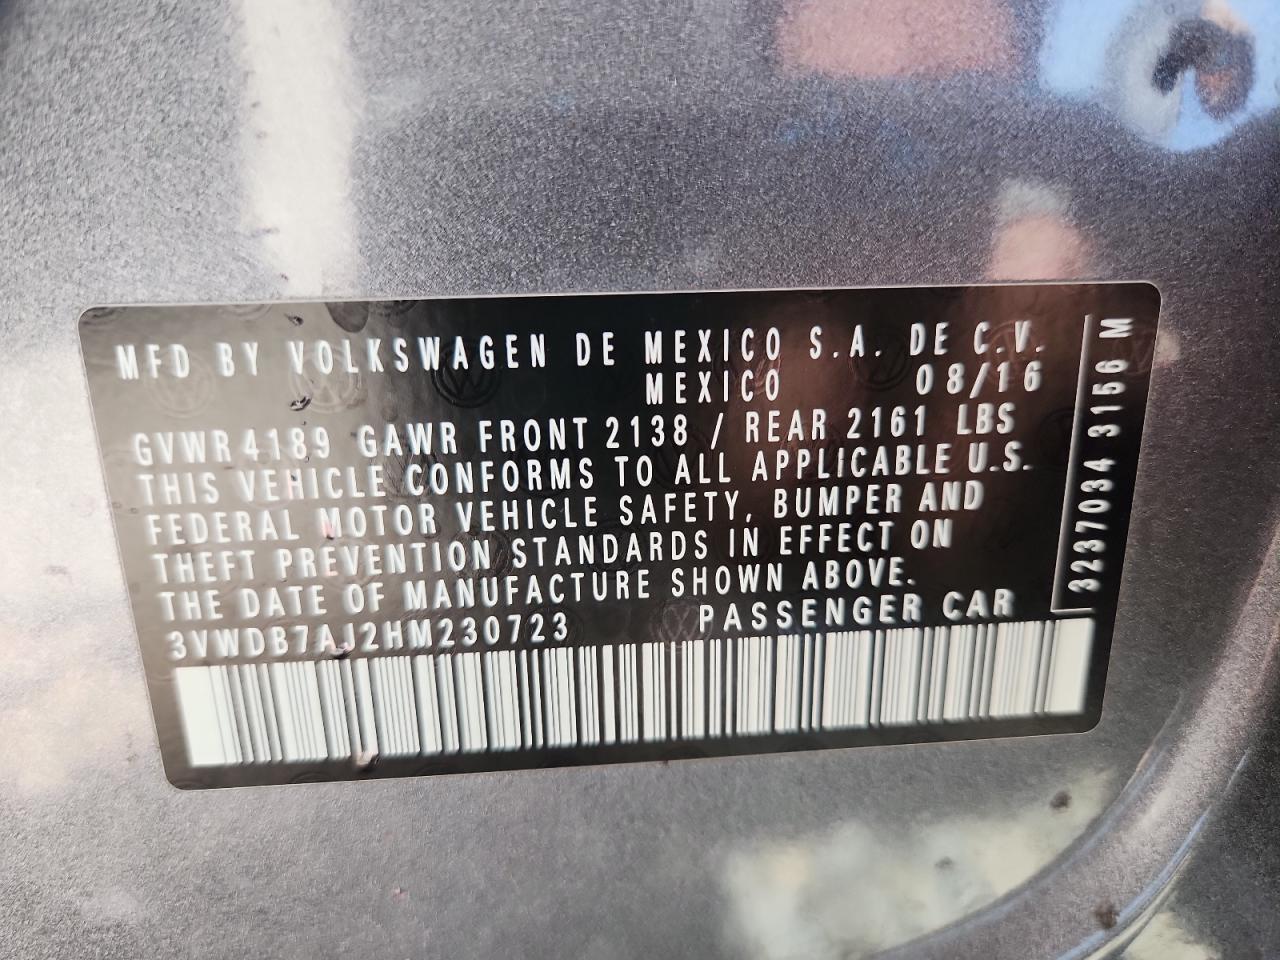 MFD BY VOLKSWAGEN DE MEXICO S.A. DE C.V.
MEXICO 08/16
GVWR 4189 GAWR FRONT 2138 / REAR 2161 LBS
THIS VEHICLE CONFORMS TO ALL APPLICABLE U.S.
FEDERAL MOTOR VEHICLE SAFETY, BUMPER AND
THEFT PREVENTION STANDARDS IN EFFECT ON
THE DATE OF MANUFACTURE SHOWN ABOVE.
3VWDB7AJ2HM230723 PASSENGER CAR
3237034 3156 M